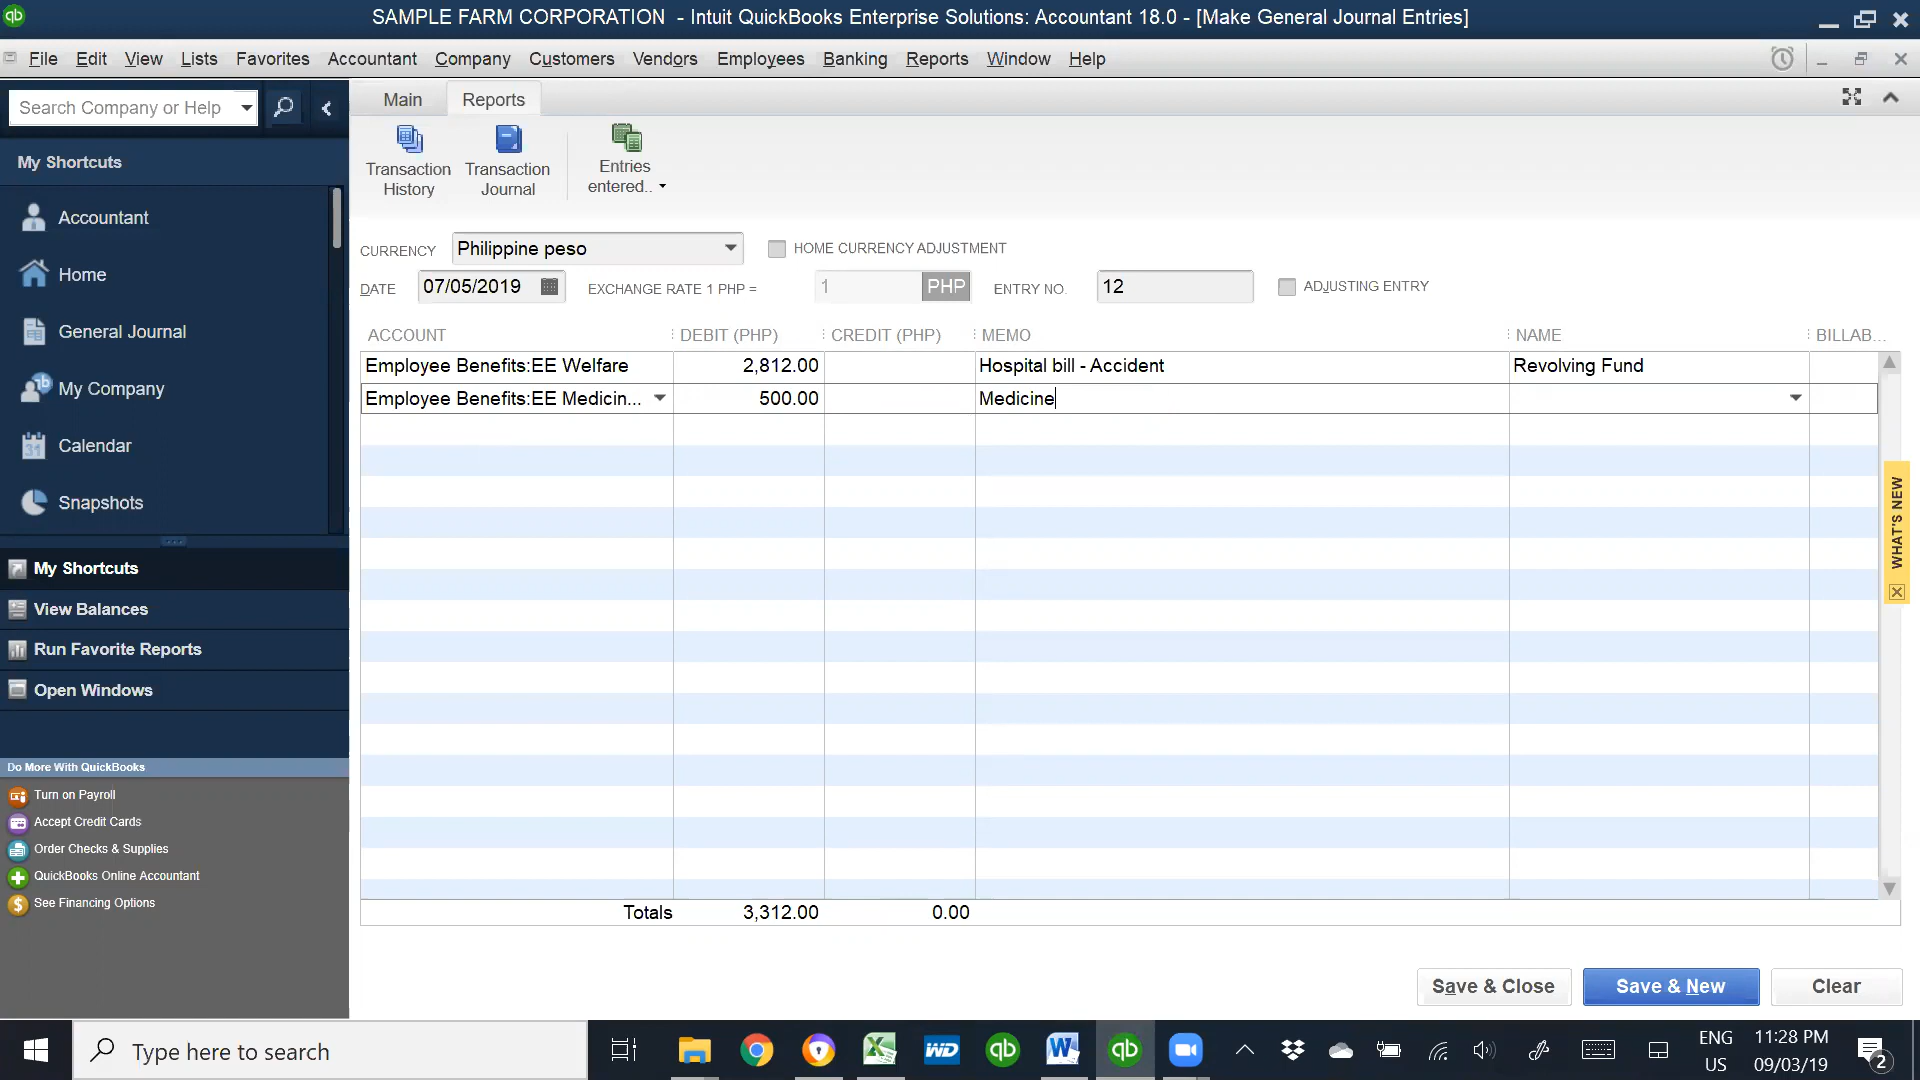 SAMPLE FARM CORPORATION - Intuit QuickBooks Enterprise Solutions: Accountant 18.0 - [Make General Journal Entries]
File Edit View Lists Favorites Accountant Company Customers Vendors Employees Banking Reports Window Help
Search Company or Help
My Shortcuts
Accountant
Home
General Journal
My Company
Calendar
Snapshots
My Shortcuts
View Balances
Run Favorite Reports
Open Windows
Do More With QuickBooks
Turn on Payroll
Accept Credit Cards
Order Checks & Supplies
QuickBooks Online Accountant
See Financing Options
Main Reports
Transaction History
Transaction Journal
Entries entered..
CURRENCY Philippine peso HOME CURRENCY ADJUSTMENT
DATE 07/05/2019 EXCHANGE RATE 1 PHP = 1 PHP ENTRY NO. 12 ADJUSTING ENTRY
ACCOUNT DEBIT (PHP) CREDIT (PHP) MEMO NAME BILLAB...
Employee Benefits:EE Welfare 2,812.00 Hospital bill - Accident Revolving Fund
Employee Benefits:EE Medicin... 500.00 Medicine
Totals 3,312.00 0.00
WHAT'S NEW
Save & Close Save & New Clear
Type here to search
ENG US
11:28 PM
09/03/19
2